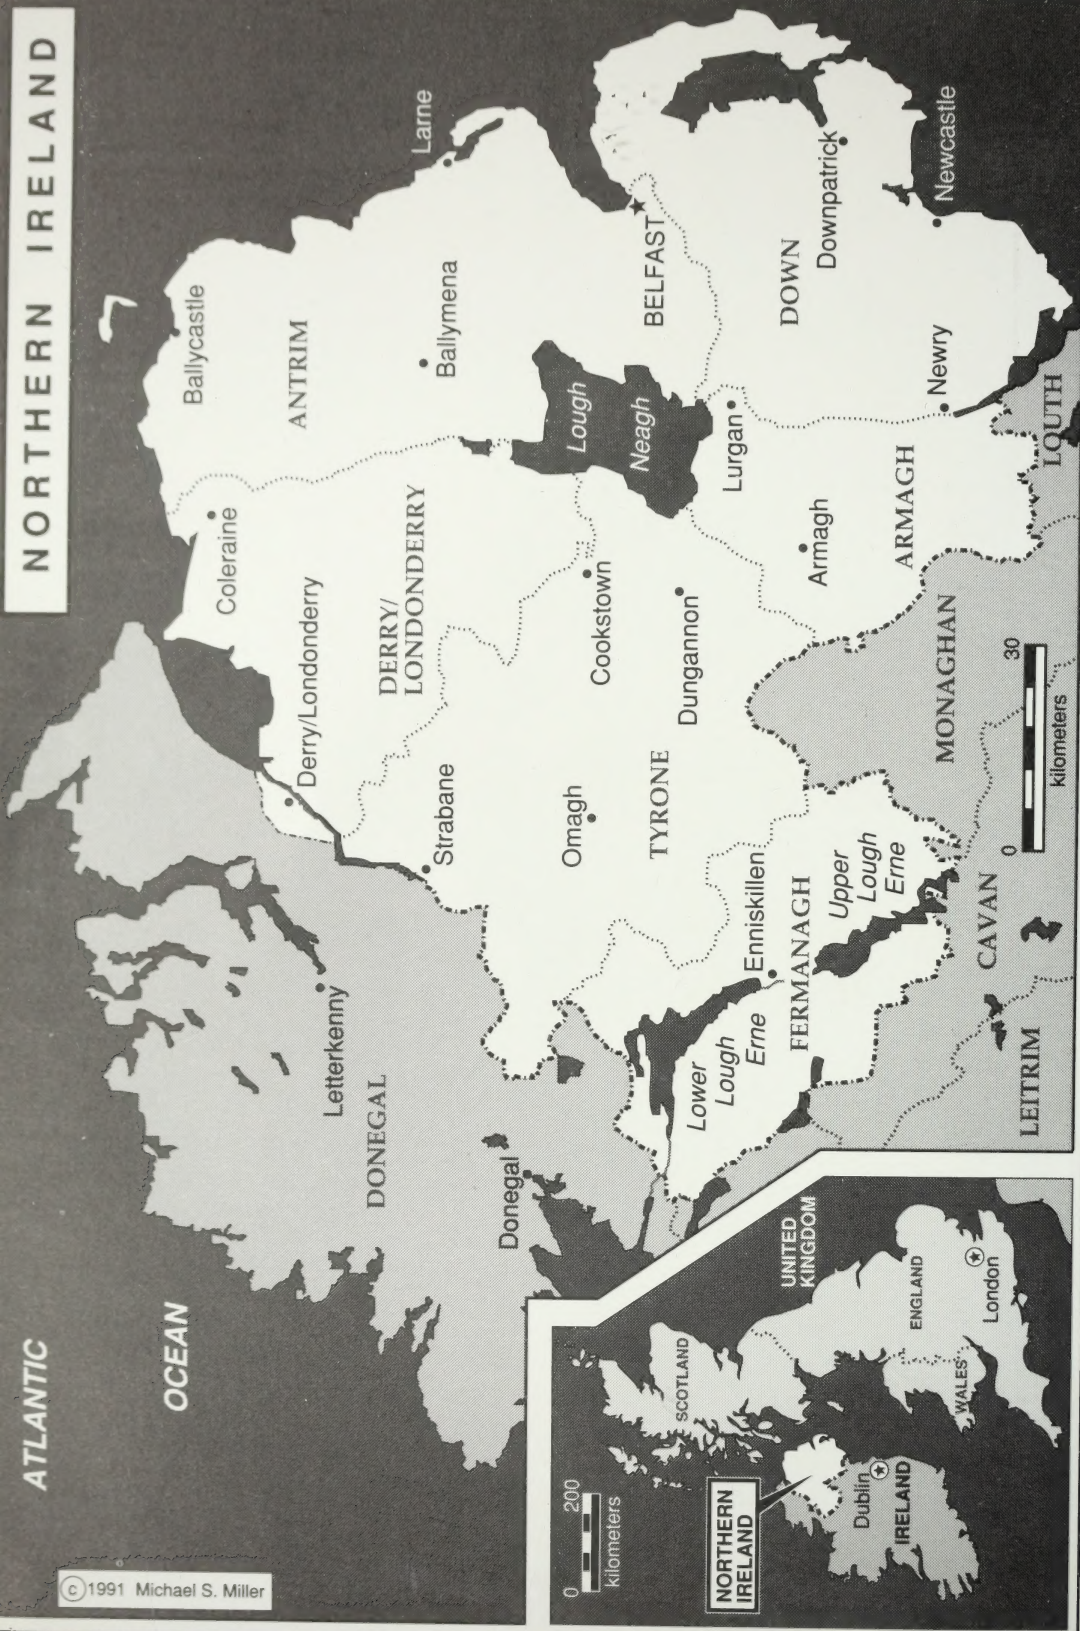 NORTHERN IRELAND
ATLANTIC
OCEAN
Ballycastle
Coleraine
Larne
ANTRIM
Derry/Londonderry
DERRY/
LONDONDERRY
Ballymena
Letterkenny
DONEGAL
Strabane
Lough
Neagh
BELFAST
Cookstown
Omagh
Donegal
TYRONE
Dungannon
Lurgan
DOWN
Downpatrick
Lower
Lough
Erne
Enniskillen
FERMANAGH
Upper
Lough
Erne
Armagh
ARMAGH
Newry
Newcastle
MONAGHAN
CAVAN
LEITRIM
LOUTH
0 30
kilometers
© 1991 Michael S. Miller
0 200
kilometers
SCOTLAND
UNITED
KINGDOM
NORTHERN
IRELAND
Dublin
IRELAND
ENGLAND
WALES
London